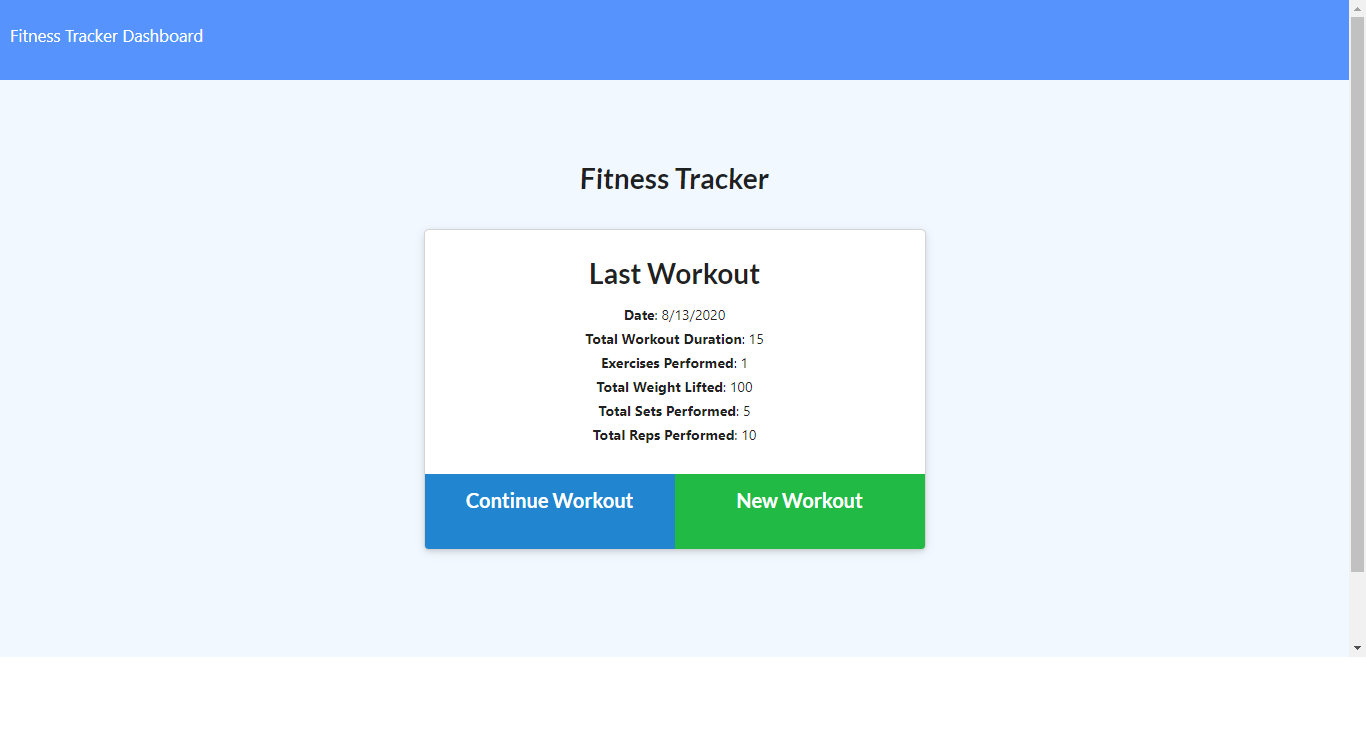 Fitness Tracker Dashboard
Fitness Tracker
Last Workout
Date: 8/13/2020
Total Workout Duration: 15
Exercises Performed: 1
Total Weight Lifted: 100
Total Sets Performed: 5
Total Reps Performed: 10
Continue Workout
New Workout